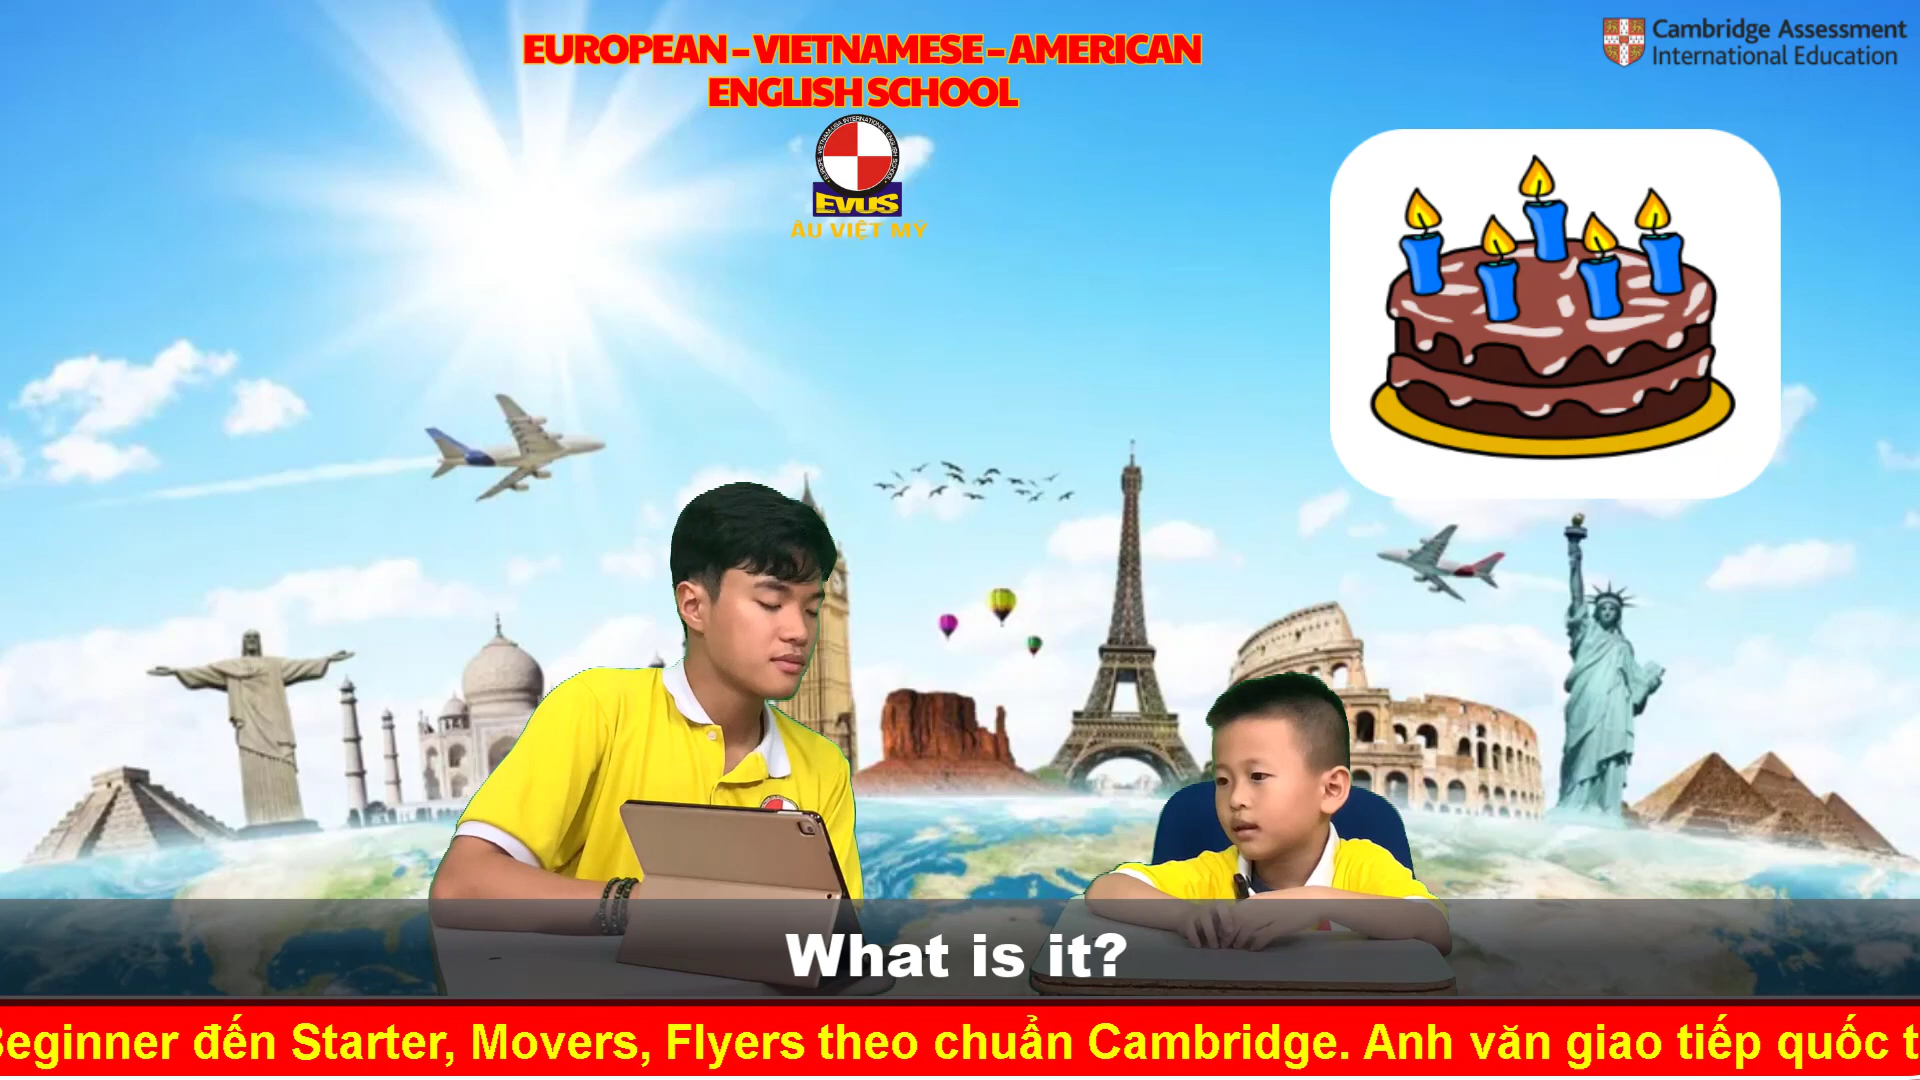 EUROPEAN – VIETNAMESE – AMERICAN
ENGLISH SCHOOL
Cambridge Assessment
International Education
EVUS
ÂU VIỆT MỸ
What is it?
Beginner đến Starter, Movers, Flyers theo chuẩn Cambridge. Anh văn giao tiếp quốc t